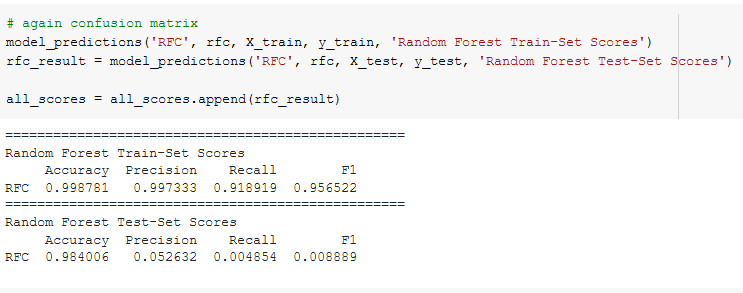 # again confusion matrix
model_predictions('RFC', rfc, X_train, y_train, 'Random Forest Train-Set Scores')
rfc_result = model_predictions('RFC', rfc, X_test, y_test, 'Random Forest Test-Set Scores')
all_scores = all_scores.append(rfc_result)
==================================================
Random Forest Train-Set Scores
Accuracy Precision Recall F1
RFC 0.998781 0.997333 0.918919 0.956522
==================================================
Random Forest Test-Set Scores
Accuracy Precision Recall F1
RFC 0.984006 0.052632 0.004854 0.008889